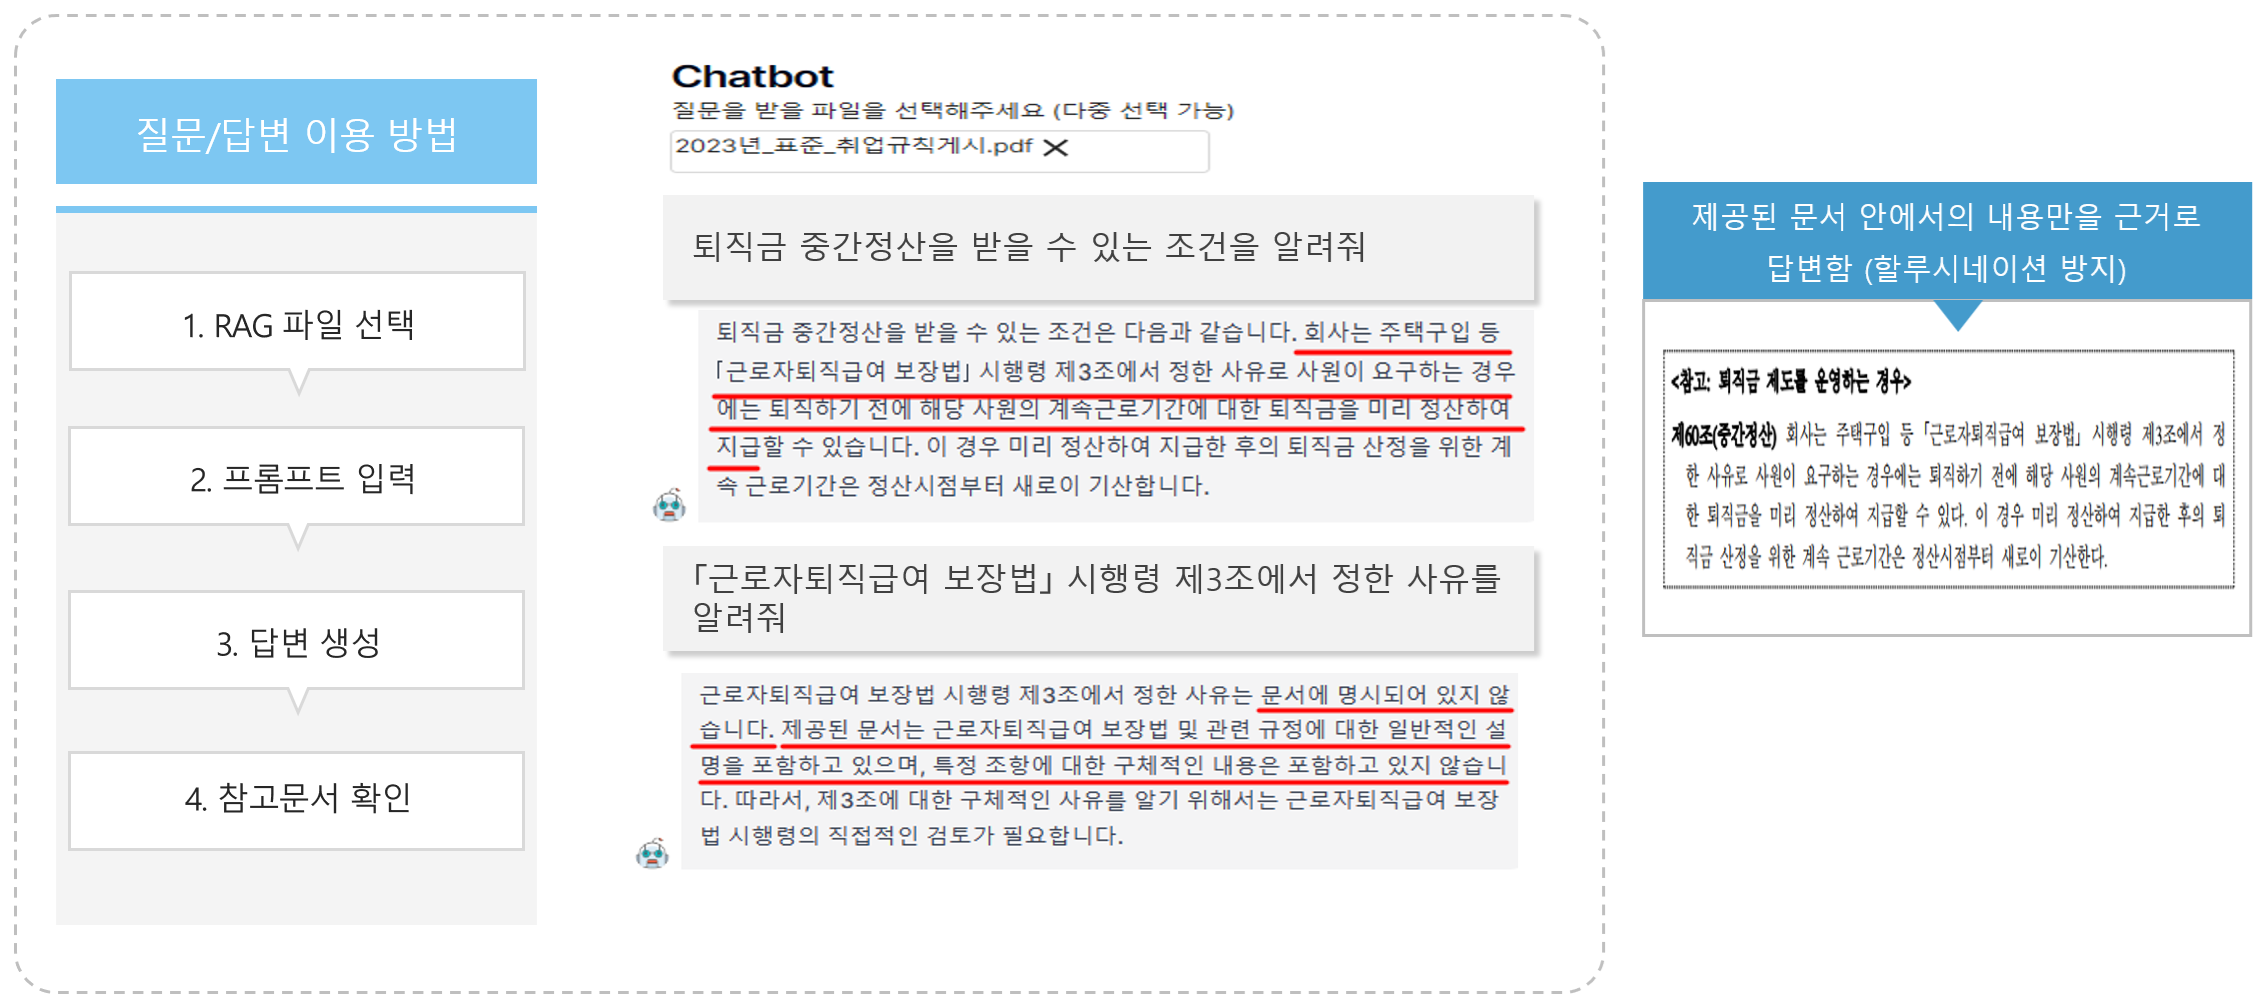 질문/답변 이용 방법
1. RAG 파일 선택
2. 프롬프트 입력
3. 답변 생성
4. 참고문서 확인
Chatbot
질문을 받을 파일을 선택해주세요 (다중 선택 가능)
2023년_표준_취업규칙게시.pdf
퇴직금 중간정산을 받을 수 있는 조건을 알려줘
퇴직금 중간정산을 받을 수 있는 조건은 다음과 같습니다. 회사는 주택구입 등
「근로자퇴직급여 보장법」 시행령 제3조에서 정한 사유로 사원이 요구하는 경우
에는 퇴직하기 전에 해당 사원의 계속근로기간에 대한 퇴직금을 미리 정산하여
지급할 수 있습니다. 이 경우 미리 정산하여 지급한 후의 퇴직금 산정을 위한 계
속 근로기간은 정산시점부터 새로이 기산합니다.
「근로자퇴직급여 보장법」 시행령 제3조에서 정한 사유를
알려줘
근로자퇴직급여 보장법 시행령 제3조에서 정한 사유는 문서에 명시되어 있지 않
습니다. 제공된 문서는 근로자퇴직급여 보장법 및 관련 규정에 대한 일반적인 설
명을 포함하고 있으며, 특정 조항에 대한 구체적인 내용은 포함하고 있지 않습니
다. 따라서, 제3조에 대한 구체적인 사유를 알기 위해서는 근로자퇴직급여 보장
법 시행령의 직접적인 검토가 필요합니다.
제공된 문서 안에서의 내용만을 근거로
답변함 (할루시네이션 방지)
<참고: 퇴직금 제도를 운영하는 경우>
제60조(중간정산) 회사는 주택구입 등 「근로자퇴직급여 보장법」 시행령 제3조에서 정
한 사유로 사원이 요구하는 경우에는 퇴직하기 전에 해당 사원의 계속근로기간에 대
한 퇴직금을 미리 정산하여 지급할 수 있다. 이 경우 미리 정산하여 지급한 후의 퇴
직금 산정을 위한 계속 근로기간은 정산시점부터 새로이 기산한다.